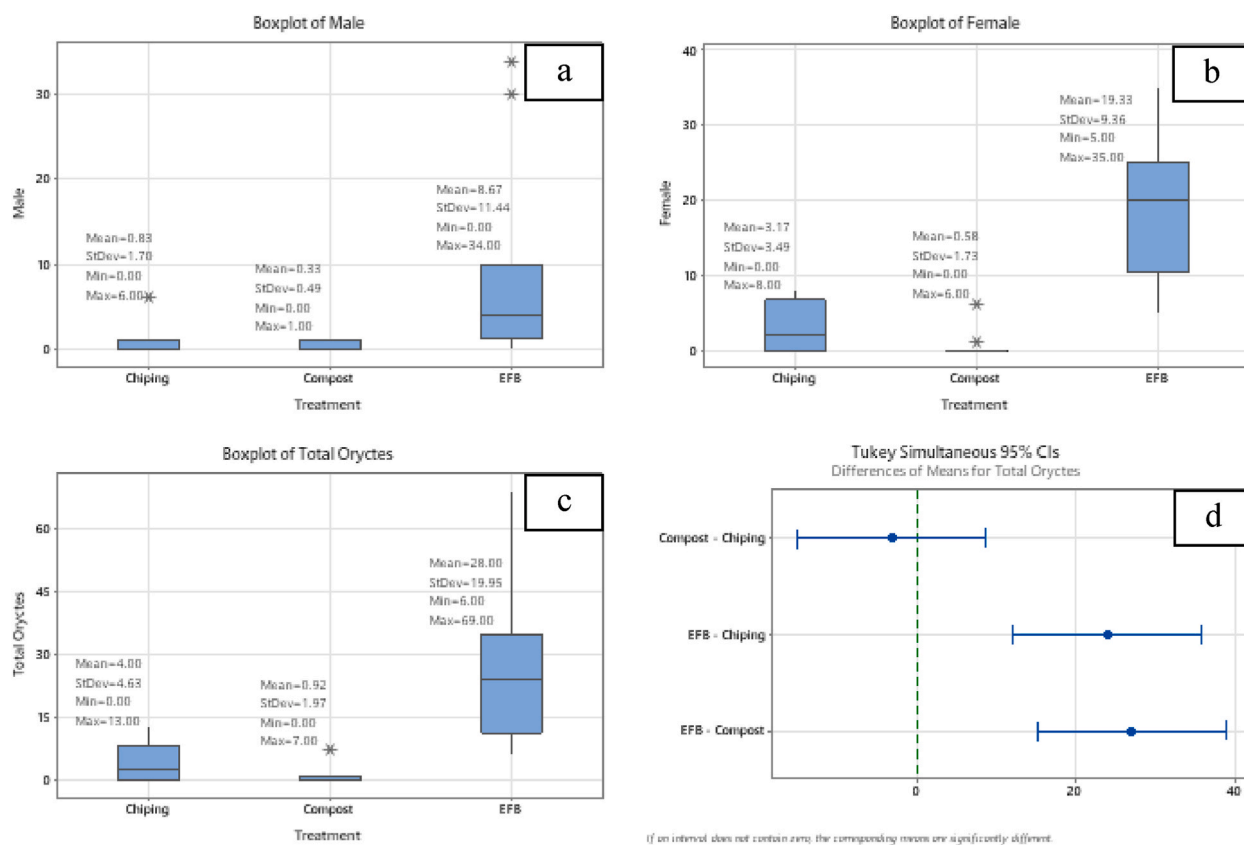 Boxplot of Male
a
30
20
10
0
Male
Mean=0.83
StDev=1.70
Min=0.00
Max=6.00
Mean=0.33
StDev=0.49
Min=0.00
Max=1.00
Mean=8.67
StDev=11.44
Min=0.00
Max=34.00
Chiping Compost EFB
Treatment
Boxplot of Female
b
40
30
20
10
0
Female
Mean=3.17
StDev=3.49
Min=0.00
Max=8.00
Mean=0.58
StDev=1.73
Min=0.00
Max=6.00
Mean=19.33
StDev=9.36
Min=5.00
Max=35.00
Chiping Compost EFB
Treatment
Boxplot of Total Oryctes
c
60
45
30
15
0
Total Oryctes
Mean=4.00
StDev=4.63
Min=0.00
Max=13.00
Mean=0.92
StDev=1.97
Min=0.00
Max=7.00
Mean=28.00
StDev=19.95
Min=6.00
Max=69.00
Chiping Compost EFB
Treatment
Tukey Simultaneous 95% CIs
Differences of Means for Total Oryctes
d
Compost - Chiping
EFB - Chiping
EFB - Compost
0 20 40
If an interval does not contain zero, the corresponding means are significantly different.